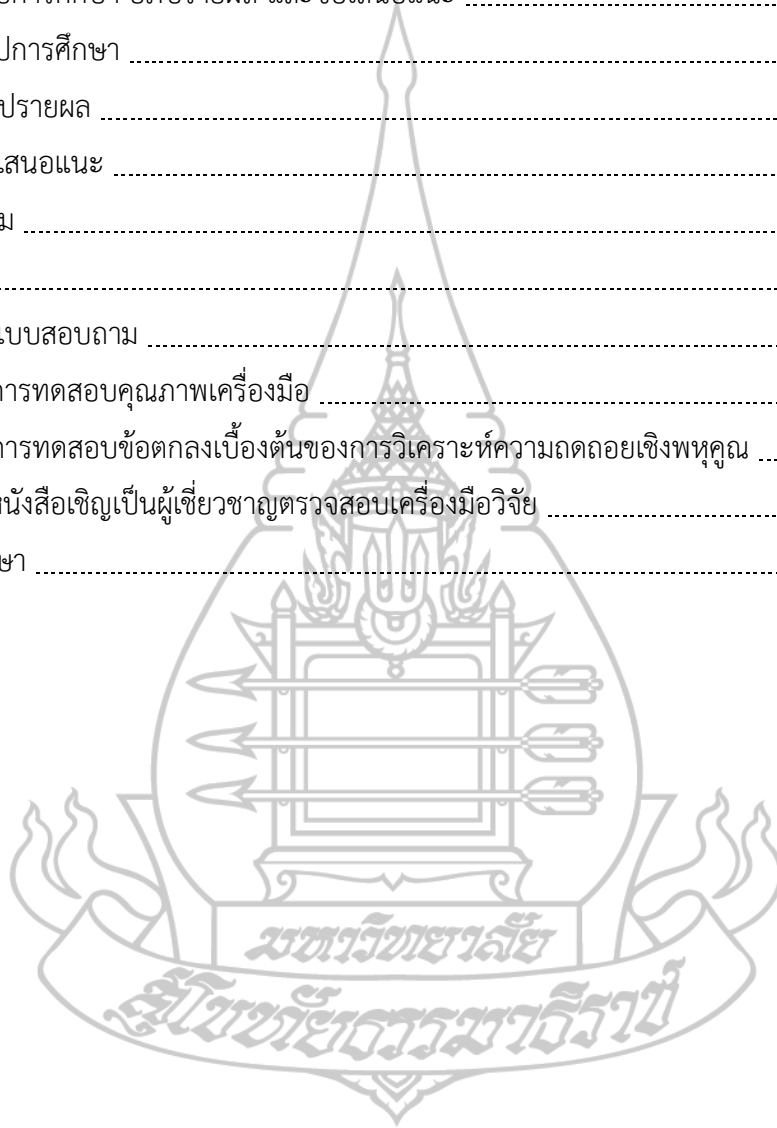 ปการศึกษา
ปรายผล
เสนอแนะ
ม
แบบสอบถาม
การทดสอบคุณภาพเครื่องมือ
การทดสอบข้อตกลงเบื้องต้นของการวิเคราะห์ความถดถอยเชิงพหุคูณ
หนังสือเชิญเป็นผู้เชี่ยวชาญตรวจสอบเครื่องมือวิจัย
ษา
มหาวิทยาลัย
สุโขทัยธรรมาธิราช